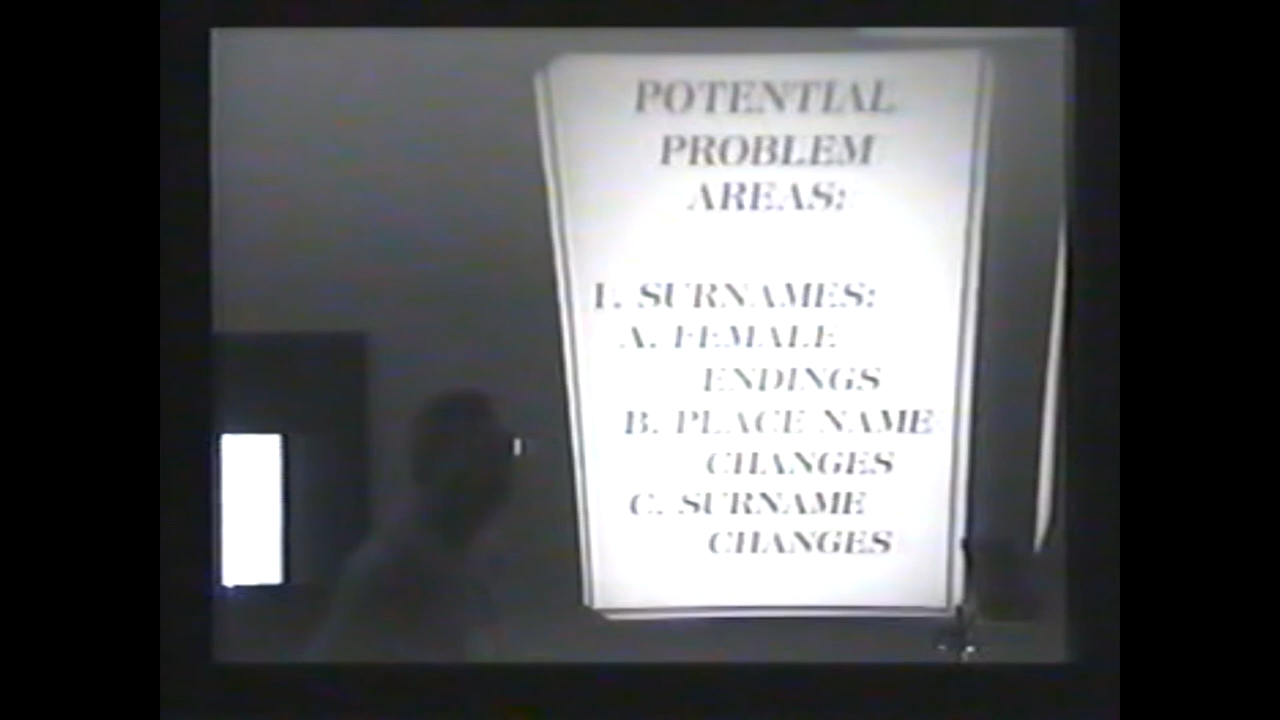 POTENTIAL
PROBLEM
AREAS:
I. SURNAMES:
A. FEMALE
ENDINGS
B. PLACE NAME
CHANGES
C. SURNAME
CHANGES